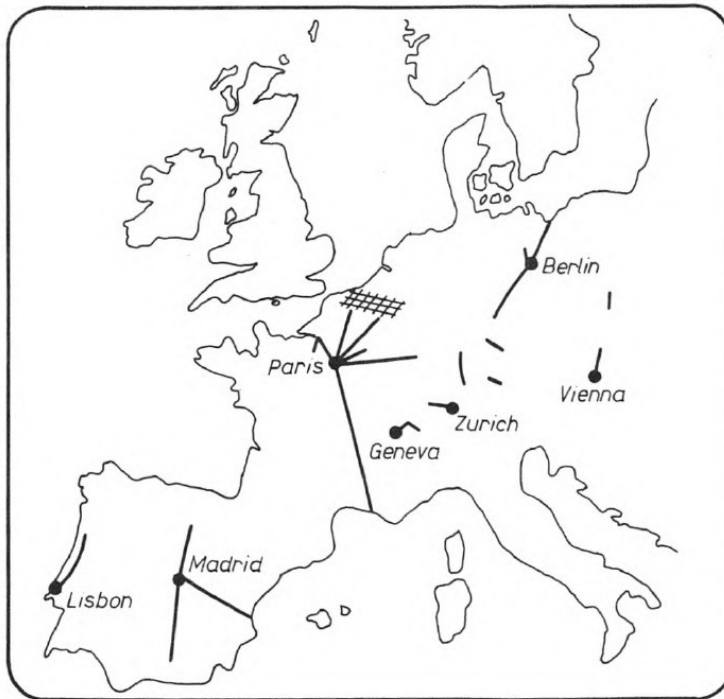 Berlin
Paris
Vienna
Zurich
Geneva
Madrid
Lisbon